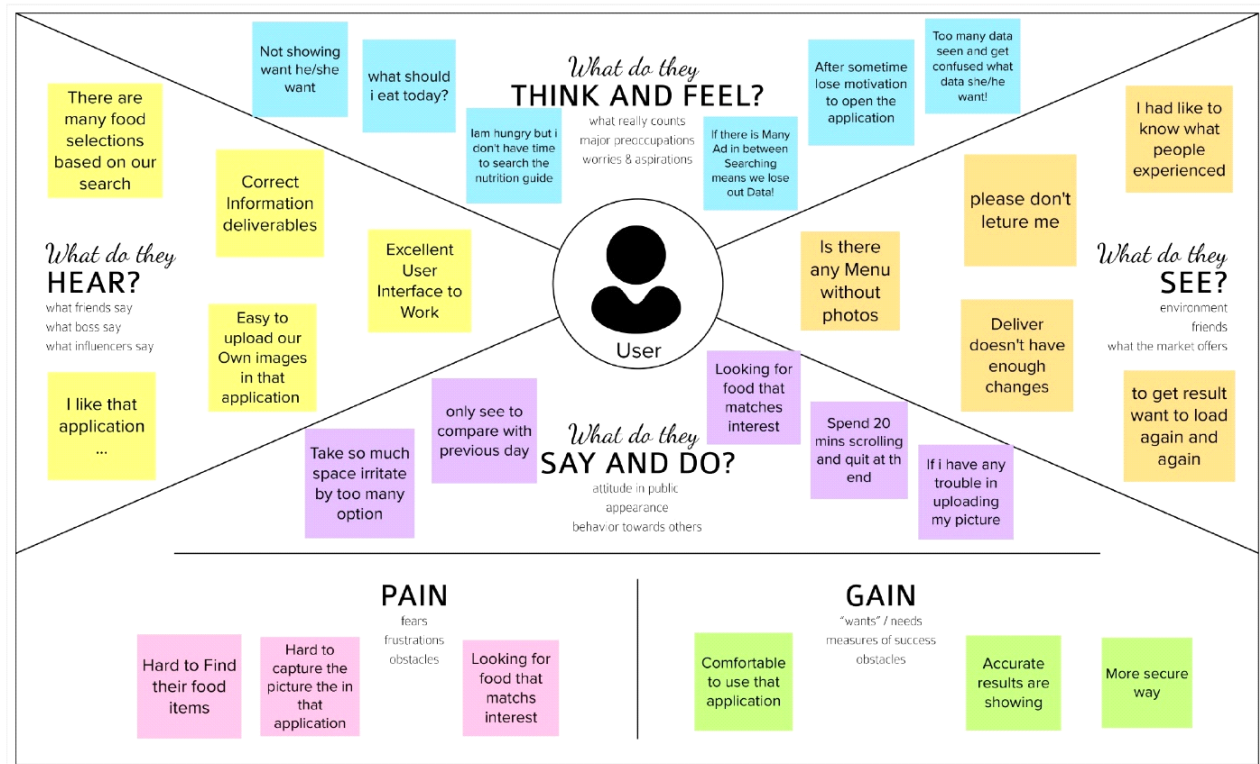 What do they
THINK AND FEEL?
what really counts
major preoccupations
worries & aspirations
Not showing
want he/she
want
what should
i eat today?
Iam hungry but i
don't have time
to search the
nutrition guide
If there is Many
Ad in between
Searching
means we lose
out Data!
After sometime
lose motivation
to open the
application
Too many data
seen and get
confused what
data she/he
want!
What do they
HEAR?
what friends say
what boss say
what influencers say
There are
many food
selections
based on our
search
Correct
Information
deliverables
Excellent
User
Interface to
Work
Easy to
upload our
Own images
in that
application
I like that
application
...
User
What do they
SEE?
environment
friends
what the market offers
I had like to
know what
people
experienced
please don't
leture me
Is there
any Menu
without
photos
Deliver
doesn't have
enough
changes
to get result
want to load
again and
again
What do they
SAY AND DO?
attitude in public
appearance
behavior towards others
Take so much
space irritate
by too many
option
only see to
compare with
previous day
Looking for
food that
matches
interest
Spend 20
mins scrolling
and quit at th
end
If i have any
trouble in
uploading
my picture
PAIN
fears
frustrations
obstacles
Hard to Find
their food
items
Hard to
capture the
picture the in
that
application
Looking for
food that
matchs
interest
GAIN
"wants" / needs
measures of success
obstacles
Comfortable
to use that
application
Accurate
results are
showing
More secure
way